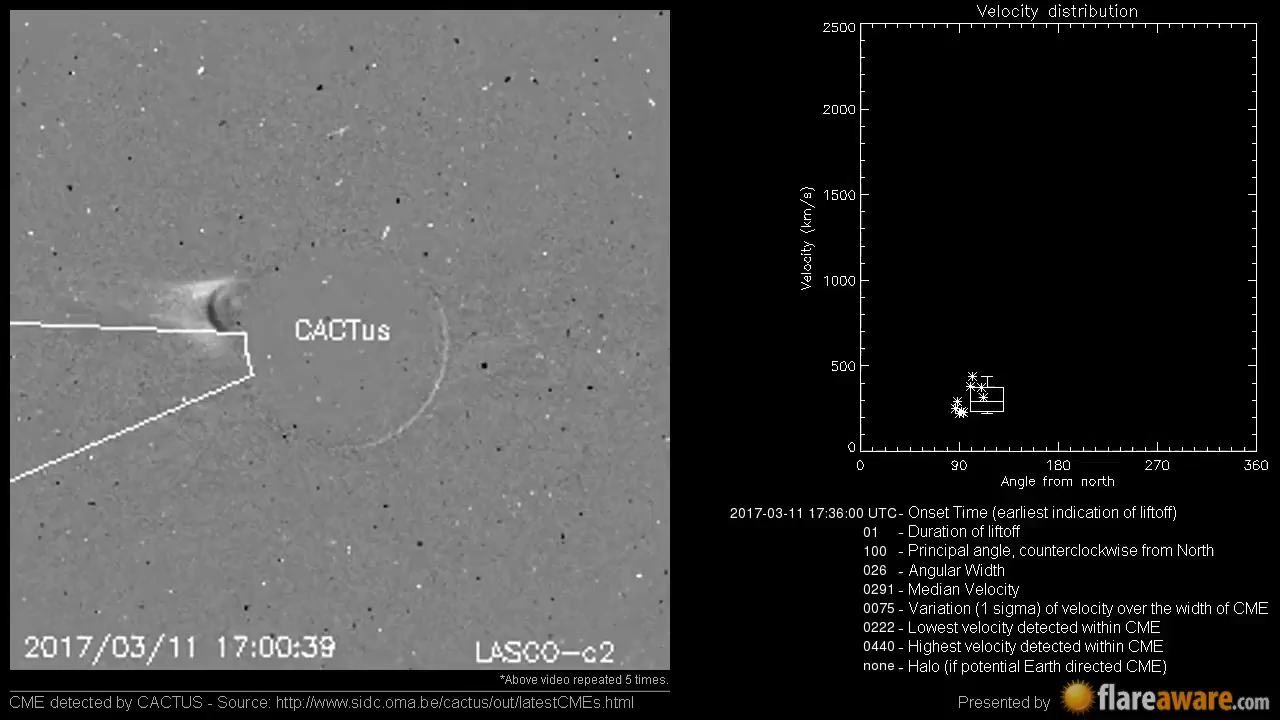 CACTus
2017/03/11 17:00:39
LASCO-c2
*Above video repeated 5 times.
CME detected by CACTUS - Source: http://www.sidc.oma.be/cactus/out/latestCMEs.html
Velocity distribution
Velocity (km/s)
2500
2000
1500
1000
500
0
0 90 180 270 360
Angle from north
2017-03-11 17:36:00 UTC - Onset Time (earliest indication of liftoff)
01 - Duration of liftoff
100 - Principal angle, counterclockwise from North
026 - Angular Width
0291 - Median Velocity
0075 - Variation (1 sigma) of velocity over the width of CME
0222 - Lowest velocity detected within CME
0440 - Highest velocity detected within CME
none - Halo (if potential Earth directed CME)
Presented by flareaware.com